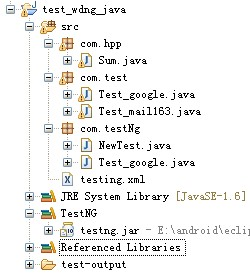 test_wdng_java
src
com.hpp
Sum.java
com.test
Test_google.java
Test_mail163.java
com.testNg
NewTest.java
Test_google.java
testing.xml
JRE System Library [JavaSE-1.6]
TestNG
testng.jar - E:\android\eclip
Referenced Libraries
test-output